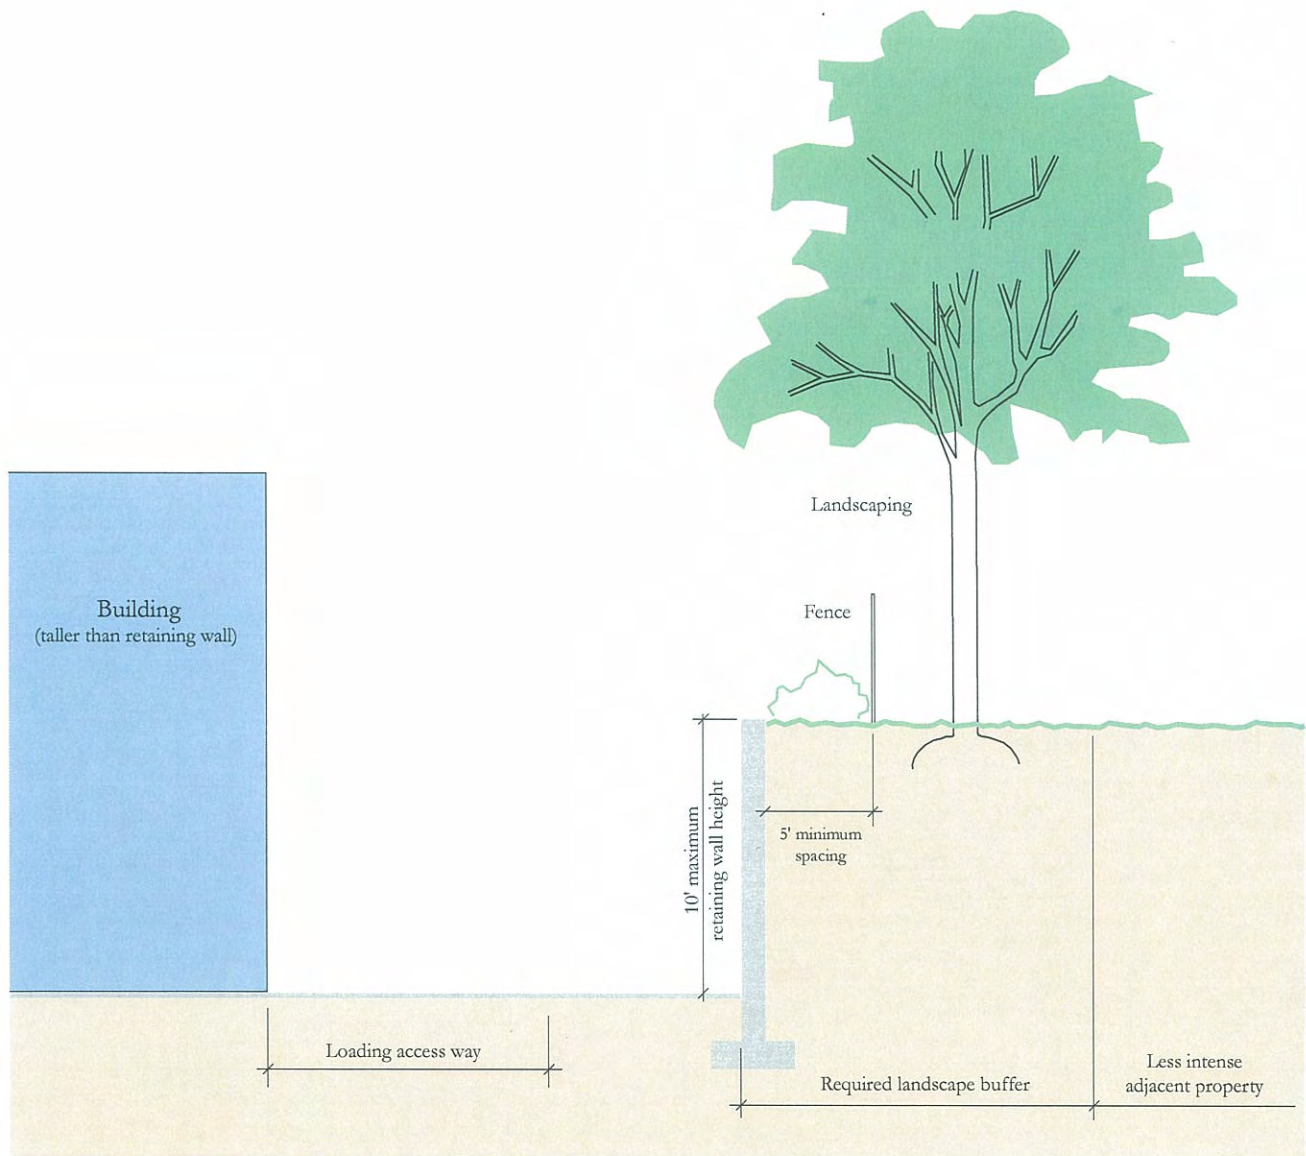 Landscaping
Building
(taller than retaining wall)
Fence
10' maximum
retaining wall height
5' minimum
spacing
Loading access way
Required landscape buffer
Less intense
adjacent property